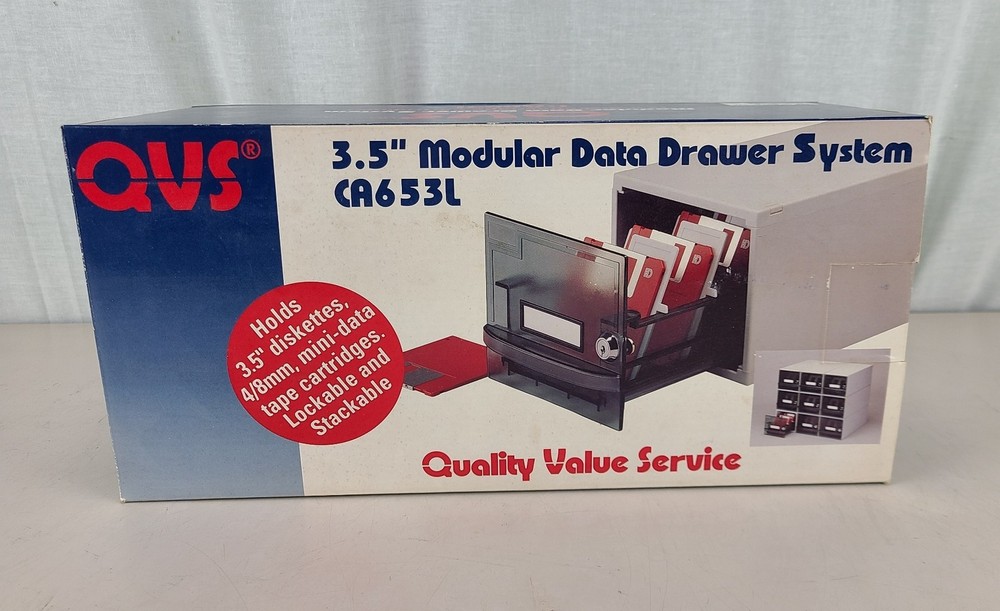 QVS®
3.5" Modular Data Drawer System
CA653L
Holds
3.5" diskettes,
4/8mm, mini-data
tape cartridges.
Lockable and
Stackable
Quality Value Service